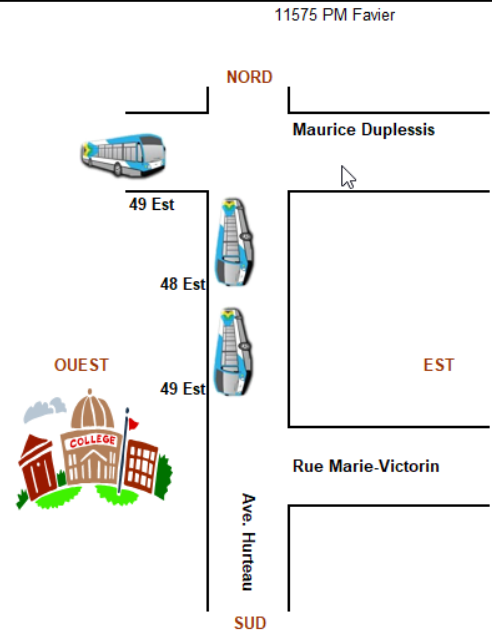 11575 PM Favier
NORD
Maurice Duplessis
49 Est
48 Est
OUEST
EST
49 Est
COLLEGE
Rue Marie-Victorin
Ave. Hurteau
SUD